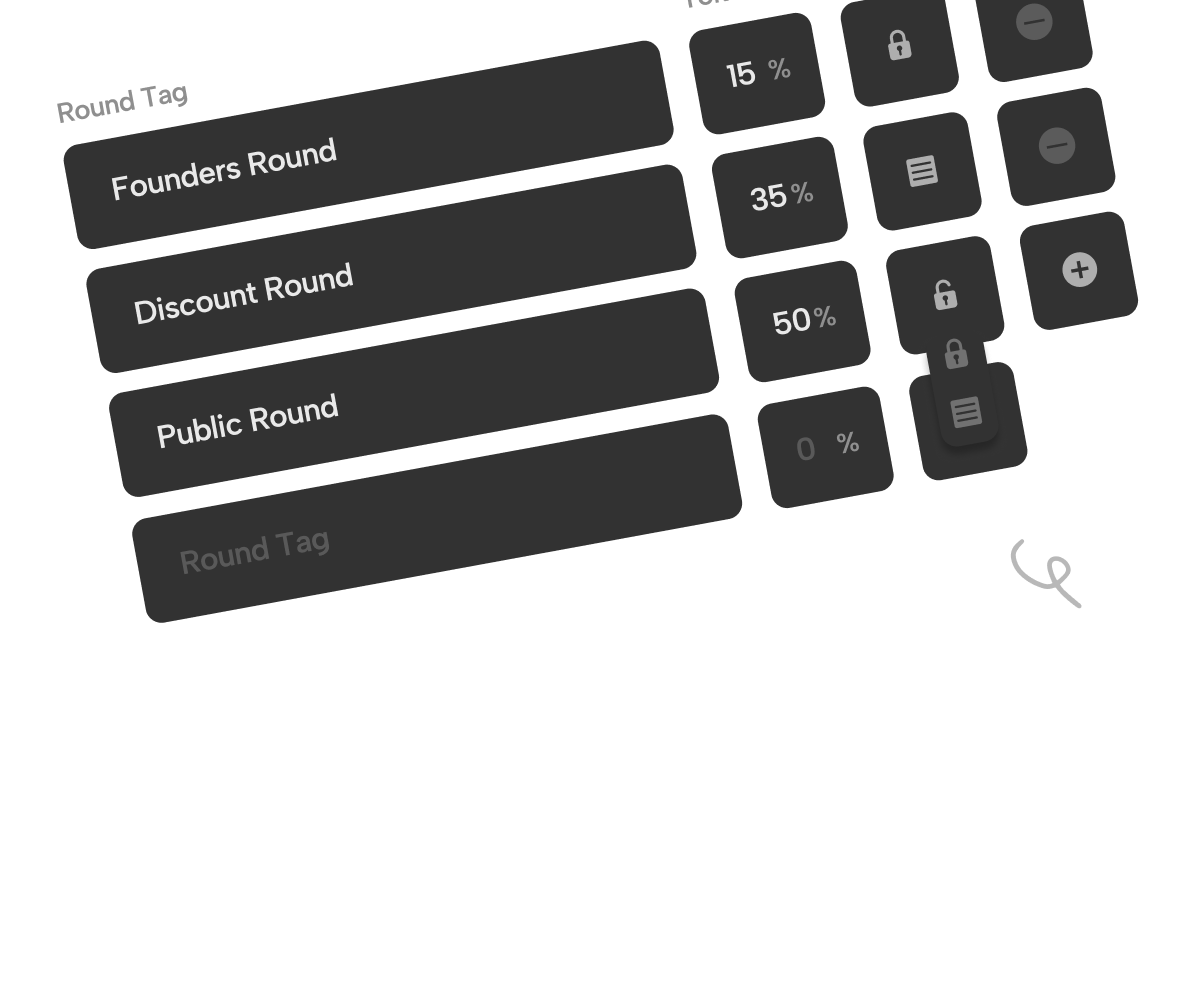 Round Tag
Founders Round 15 %
Discount Round 35 %
Public Round 50 %
Round Tag 0 %